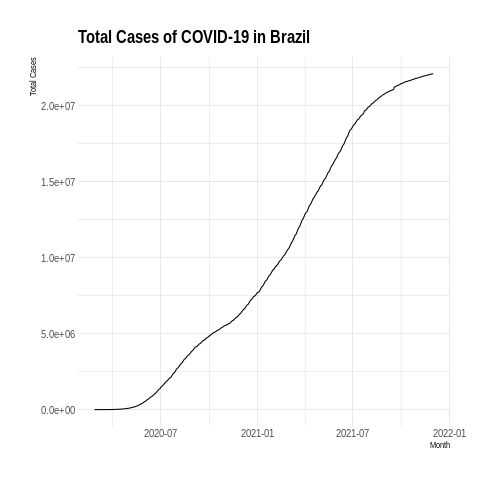 Total Cases of COVID-19 in Brazil
Total Cases
2.0e+07
1.5e+07
1.0e+07
5.0e+06
0.0e+00
2020-07 2021-01 2021-07 2022-01
Month